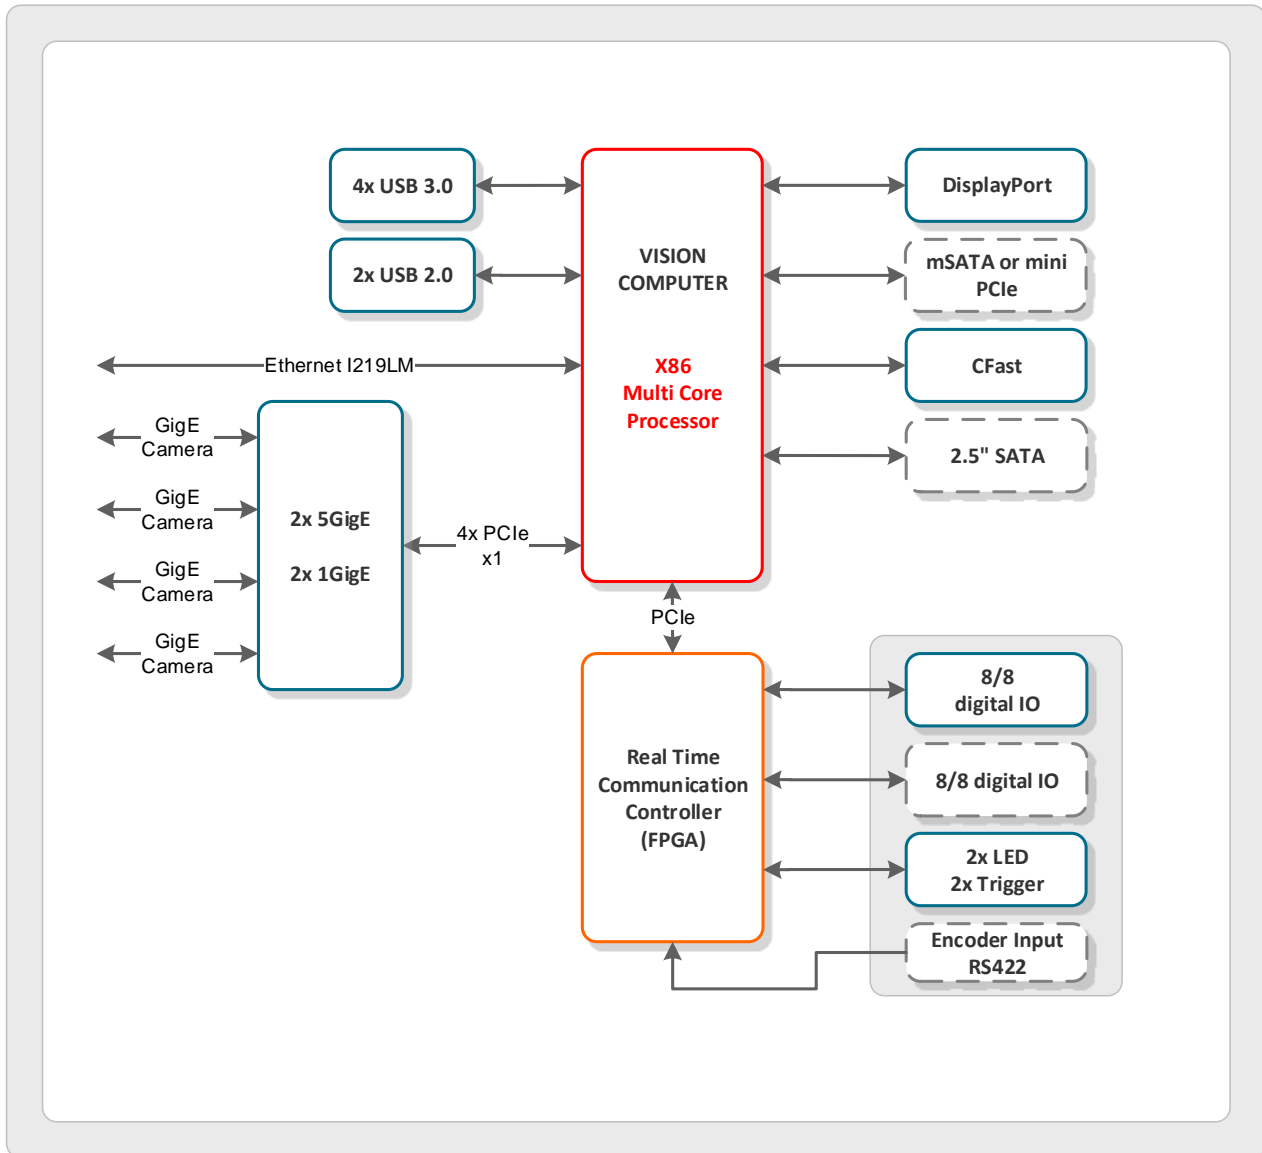 4x USB 3.0
2x USB 2.0
Ethernet I219LM
GigE
Camera
GigE
Camera
GigE
Camera
GigE
Camera
2x 5GigE
2x 1GigE
4x PCIe
x1
VISION
COMPUTER
X86
Multi Core
Processor
DisplayPort
mSATA or mini
PCIe
CFast
2.5" SATA
PCIe
Real Time
Communication
Controller
(FPGA)
8/8
digital IO
8/8 digital IO
2x LED
2x Trigger
Encoder Input
RS422